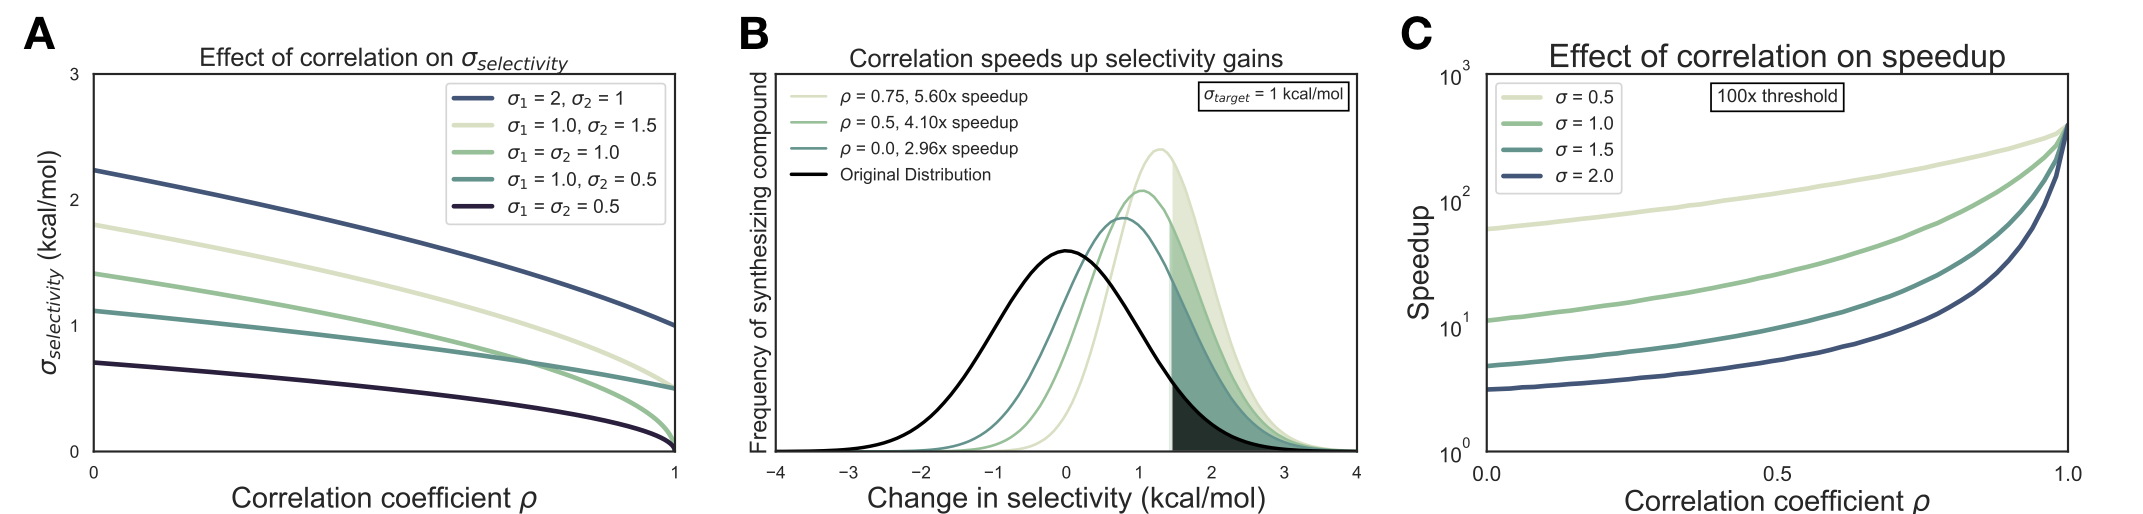 A
Effect of correlation on σselectivity
3
2
1
0
0
1
σselectivity (kcal/mol)
Correlation coefficient ρ
σ1 = 2, σ2 = 1
σ1 = 1.0, σ2 = 1.5
σ1 = σ2 = 1.0
σ1 = 1.0, σ2 = 0.5
σ1 = σ2 = 0.5
B
Correlation speeds up selectivity gains
Frequency of synthesizing compound
ρ = 0.75, 5.60x speedup
ρ = 0.5, 4.10x speedup
ρ = 0.0, 2.96x speedup
Original Distribution
σtarget = 1 kcal/mol
−4 −3 −2 −1 0 1 2 3 4
Change in selectivity (kcal/mol)
C
Effect of correlation on speedup
10^3
10^2
10^1
10^0
Speedup
σ = 0.5
σ = 1.0
σ = 1.5
σ = 2.0
100x threshold
0.0 0.5 1.0
Correlation coefficient ρ